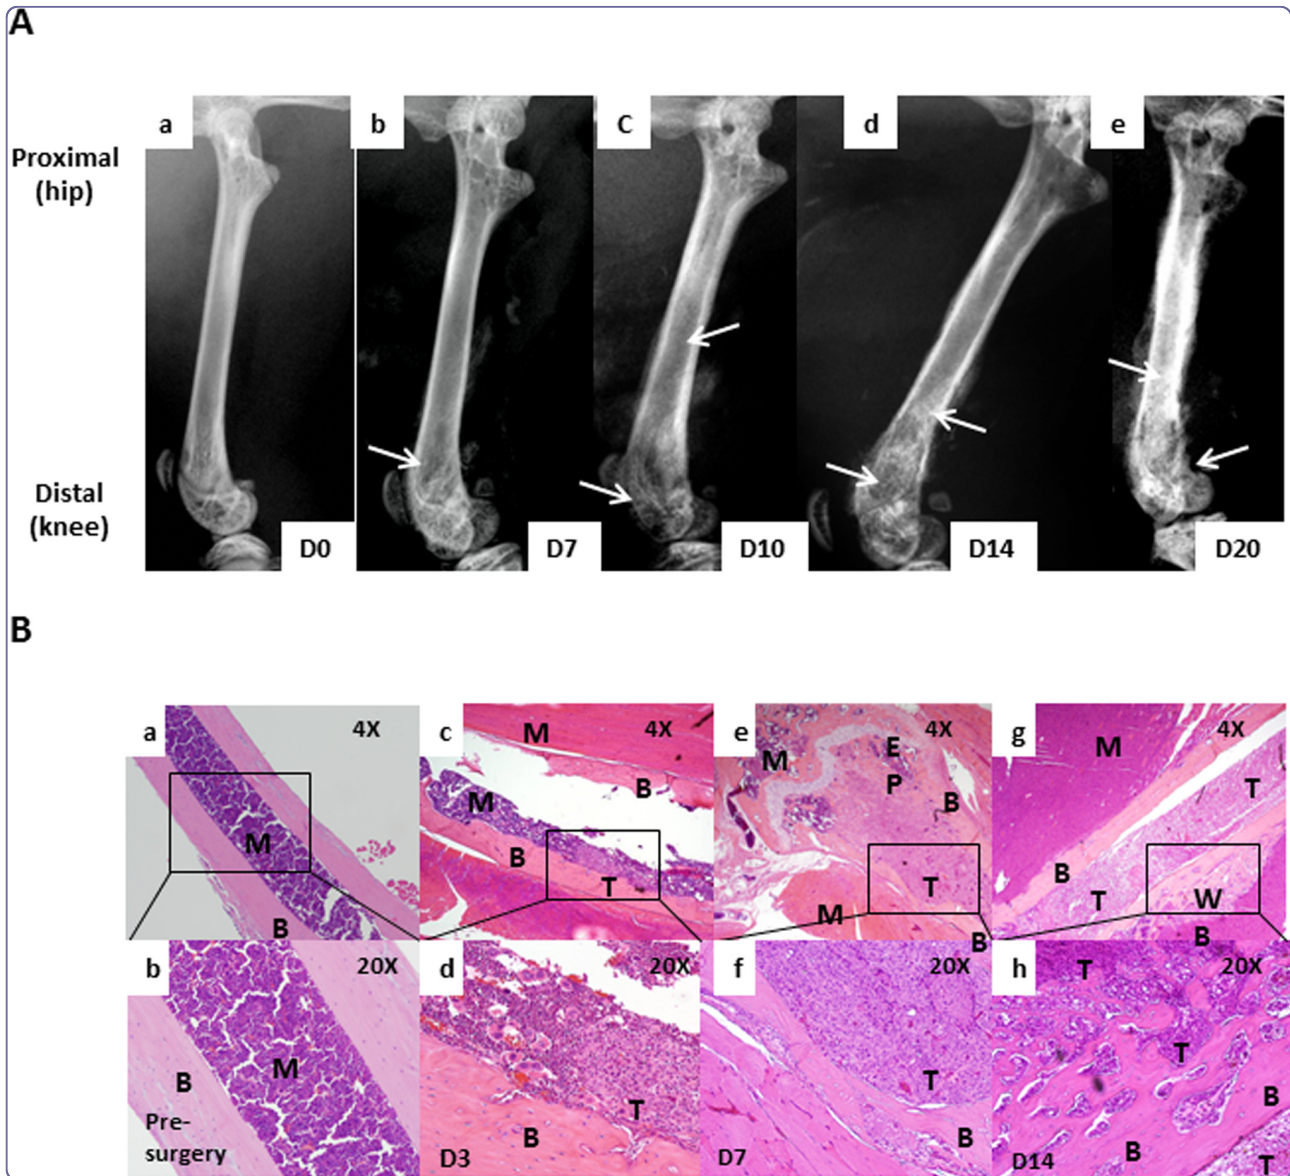 A
a
b
C
d
e
Proximal
(hip)
Distal
(knee)
D0
D7
D10
D14
D20
B
a
4X
M
B
c
M
4X
B
M
B
T
e
4X
M
E
P
B
T
M
B
g
4X
M
T
B
T
W
B
b
20X
M
B
Pre-
surgery
d
20X
T
B
D3
f
20X
T
B
D7
h
20X
T
T
B
B
D14
T